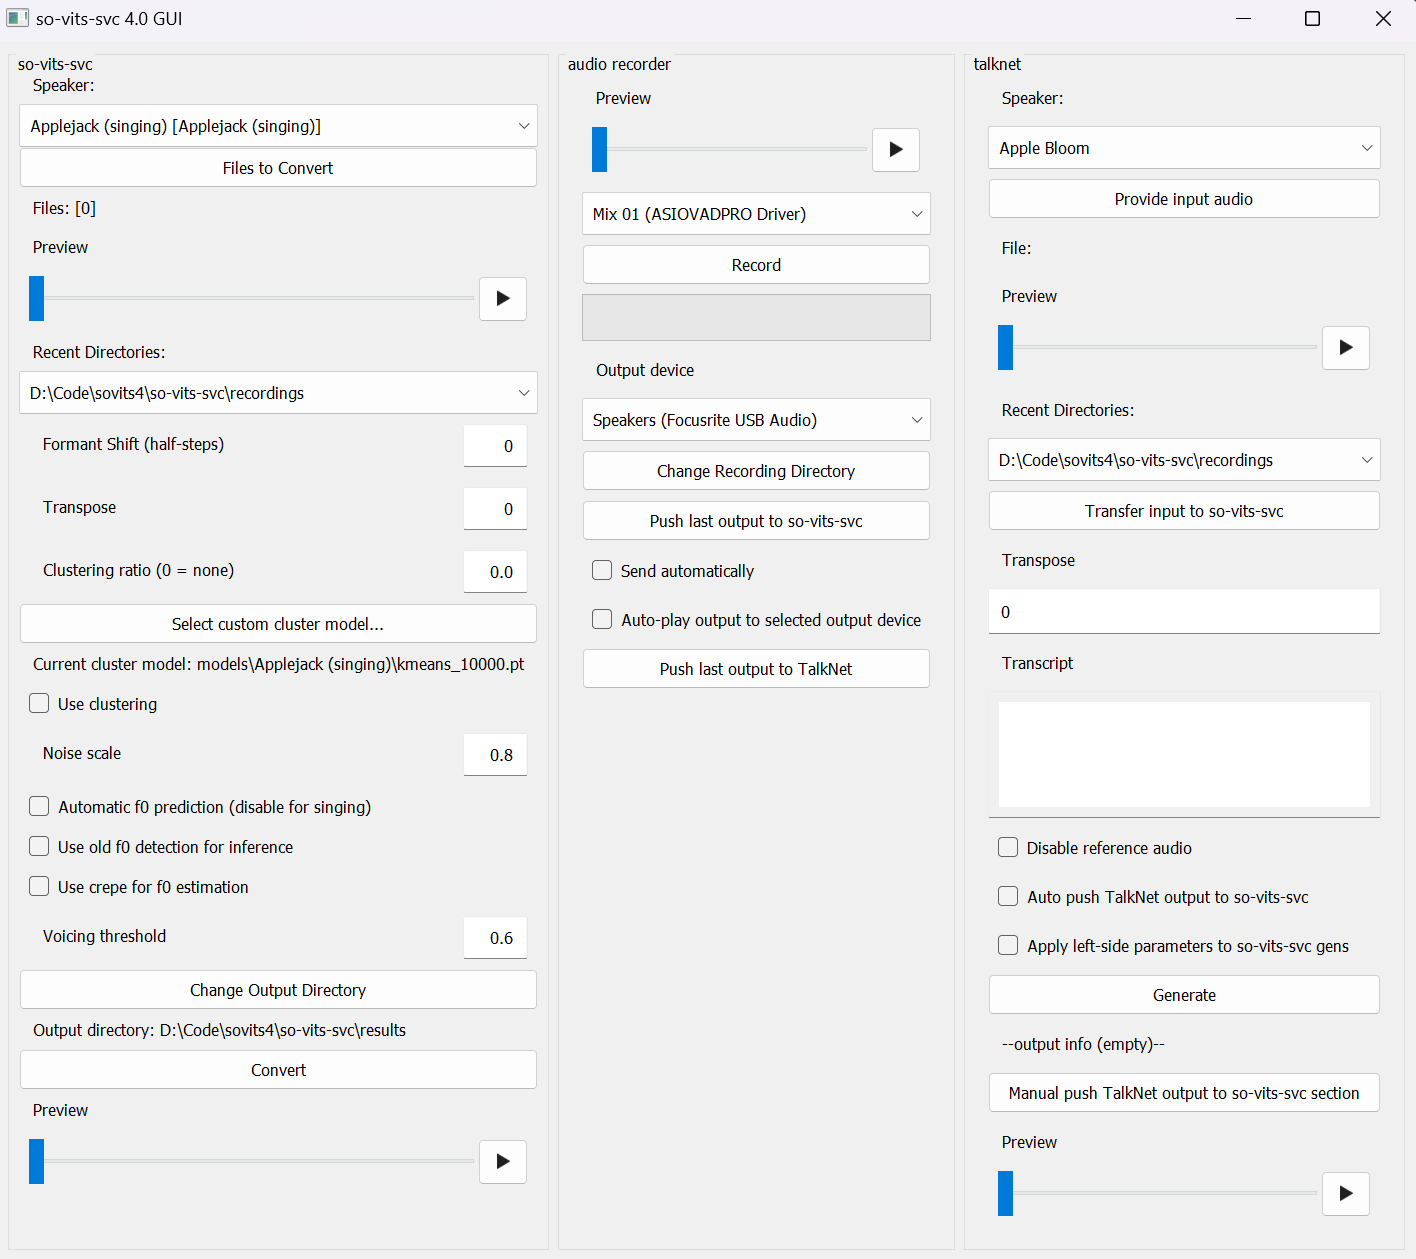 so-vits-svc 4.0 GUI
so-vits-svc
Speaker:
Applejack (singing) [Applejack (singing)]
Files to Convert
Files: [0]
Preview
Recent Directories:
D:\Code\sovits4\so-vits-svc\recordings
Formant Shift (half-steps)
0
Transpose
0
Clustering ratio (0 = none)
0.0
Select custom cluster model...
Current cluster model: models\Applejack (singing)\kmeans_10000.pt
Use clustering
Noise scale
0.8
Automatic f0 prediction (disable for singing)
Use old f0 detection for inference
Use crepe for f0 estimation
Voicing threshold
0.6
Change Output Directory
Output directory: D:\Code\sovits4\so-vits-svc\results
Convert
Preview
audio recorder
Preview
Mix 01 (ASIOVADPRO Driver)
Record
Output device
Speakers (Focusrite USB Audio)
Change Recording Directory
Push last output to so-vits-svc
Send automatically
Auto-play output to selected output device
Push last output to TalkNet
talknet
Speaker:
Apple Bloom
Provide input audio
File:
Preview
Recent Directories:
D:\Code\sovits4\so-vits-svc\recordings
Transfer input to so-vits-svc
Transpose
0
Transcript
Disable reference audio
Auto push TalkNet output to so-vits-svc
Apply left-side parameters to so-vits-svc gens
Generate
--output info (empty)--
Manual push TalkNet output to so-vits-svc section
Preview